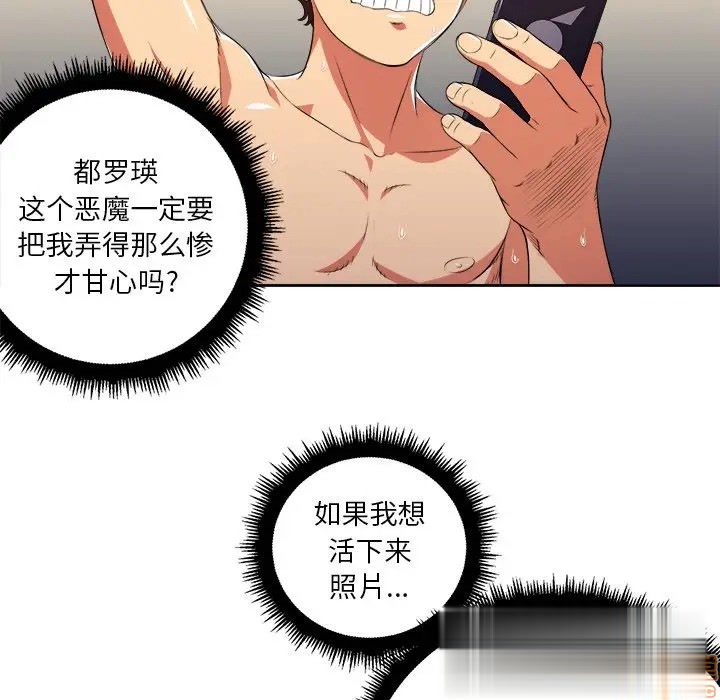 都罗瑛
这个恶魔一定要
把我弄得那么惨
才甘心吗?
如果我想
活下来
照片...